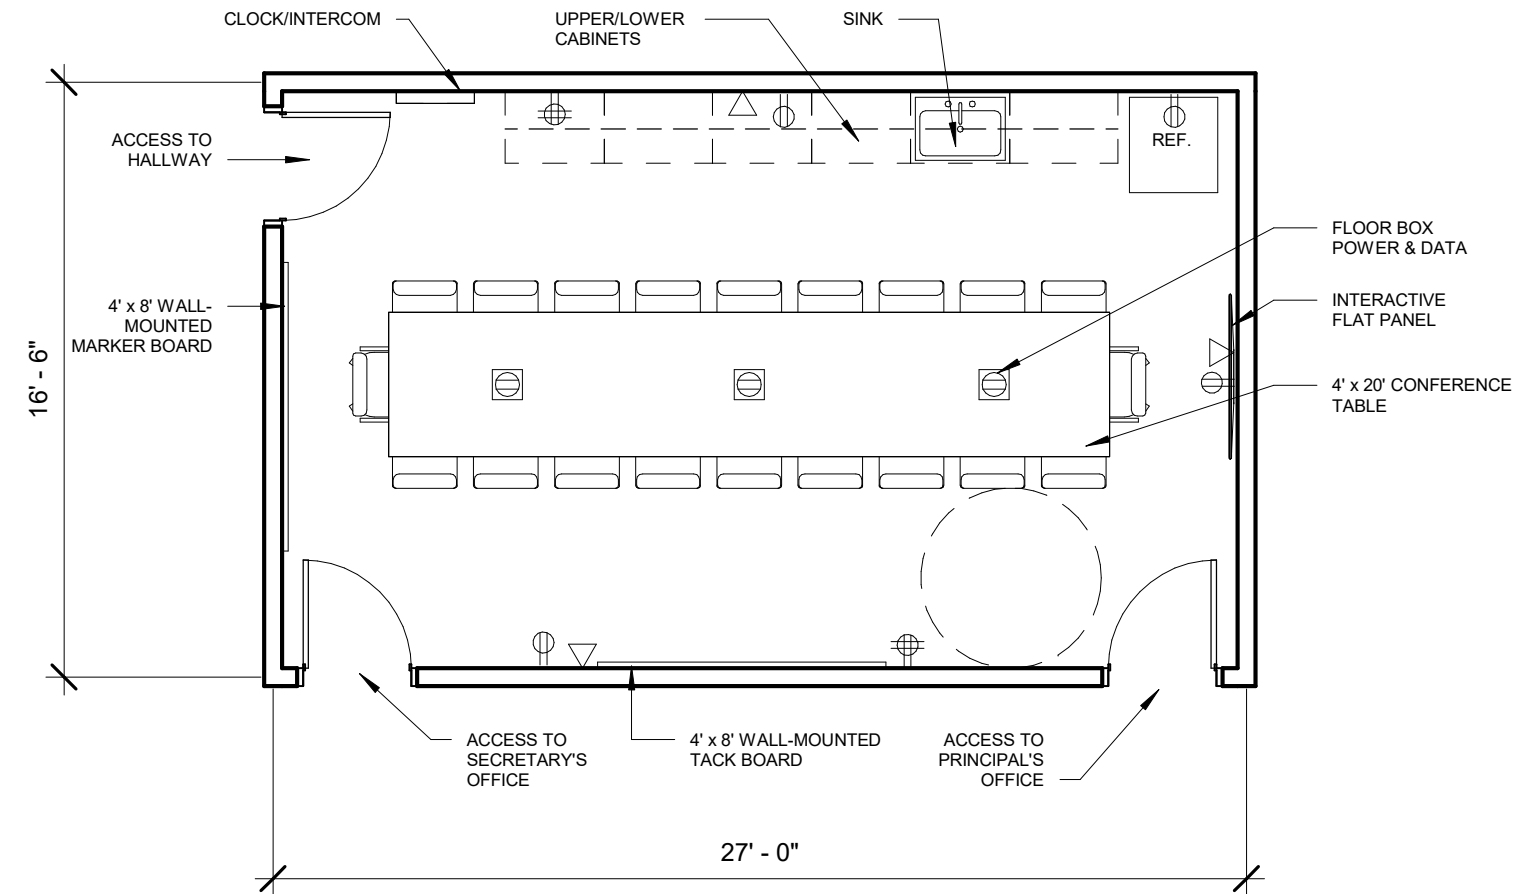 CLOCK/INTERCOM
UPPER/LOWER
CABINETS
SINK
ACCESS TO
HALLWAY
REF.
FLOOR BOX
POWER & DATA
4' x 8' WALL-
MOUNTED
MARKER BOARD
INTERACTIVE
FLAT PANEL
16' - 6"
4' x 20' CONFERENCE
TABLE
ACCESS TO
SECRETARY'S
OFFICE
4' x 8' WALL-MOUNTED
TACK BOARD
ACCESS TO
PRINCIPAL'S
OFFICE
27' - 0"